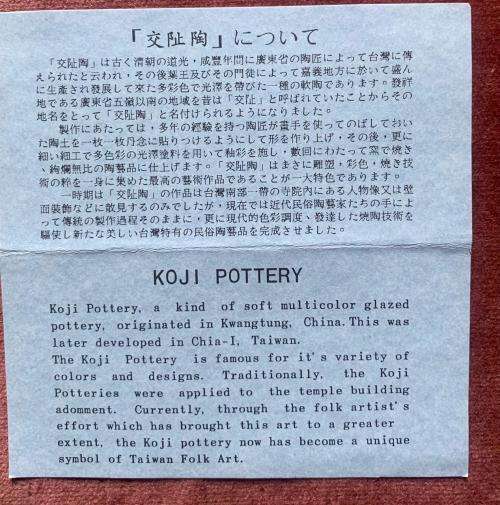 「交趾陶」について
「交趾陶」は古く清朝の道光・咸豐年間に廣東省の陶匠によって台灣に傳
えられたと云われ，その後葉王及びその門徒によって嘉義地方に於いて盛ん
に生產され發展して來た多彩色で光澤を帶びた一種の軟陶であります。發祥
地である廣東省五嶺以南の地域を昔は「交趾」と呼ばれていたことからその
地名をとって「交趾陶」と名付けられるようになりました。
製作にあたっては，多年の經驗を持つ陶匠が晝手を使ってのばしておい
た陶土を一枚一枚丹念に貼りつけるようにして形を作り上げ，その後，更に
細い細工で多色彩の光澤塗料を用いて釉彩を施し，數回にわたって窯で燒き
、絢爛無比の陶藝品に仕上げます。「交趾陶」はまさに雕塑・彩色・燒き技
術の粹を一身に集めた最高の藝術作品であることが一大特色であります。
一時期は「交趾陶」の作品は台灣南部一帶の寺院內にある人物像又は壁
面裝飾などに散見するのみでしたが，現在では近代民俗陶藝家たちの手によ
って傳統の製作過程そのままに，更に現代的色彩調度、發達した燒陶技術を
驅使し新たな美しい台灣特有の民俗陶藝品を完成させました。
KOJI POTTERY
Koji Pottery, a kind of soft multicolor glazed
pottery, originated in Kwangtung, China. This was
later developed in Chia-I, Taiwan.
The Koji Pottery is famous for it's variety of
colors and designs. Traditionally, the Koji
Potteries were applied to the temple building
adomment. Currently, through the folk artist's
effort which has brought this art to a greater
extent, the Koji pottery now has become a unique
symbol of Taiwan Folk Art.